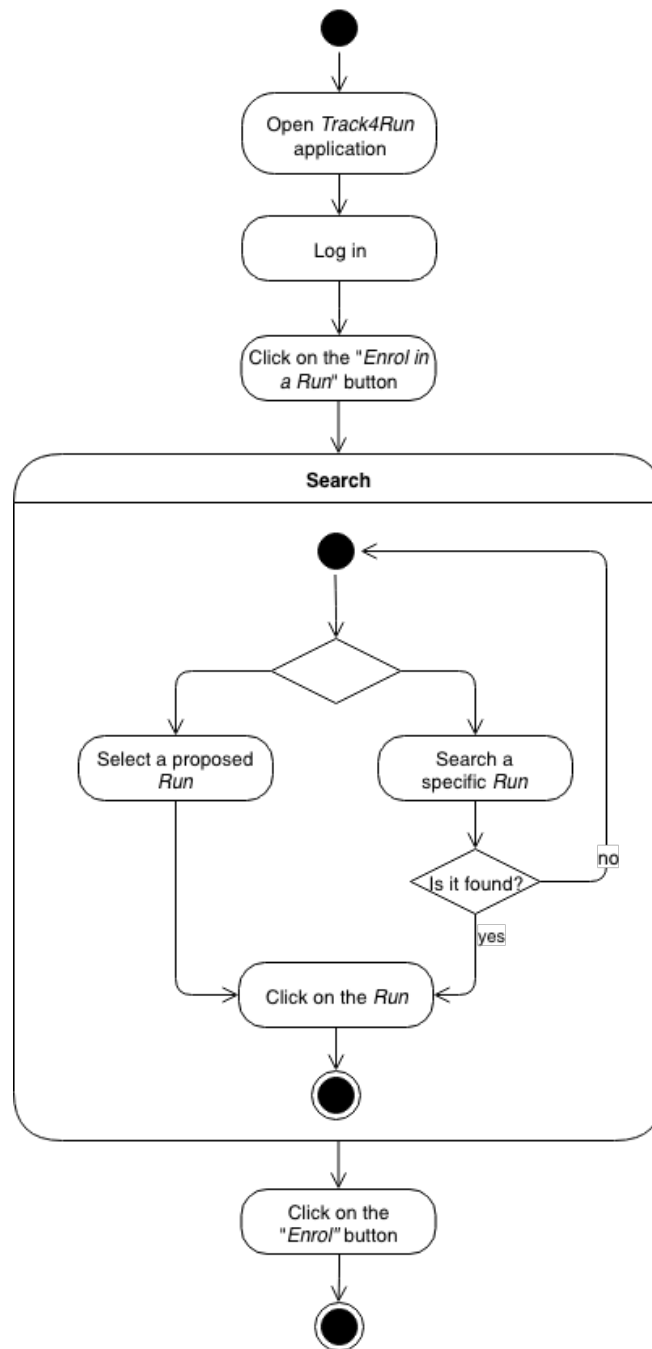 Open Track4Run
application
Log in
Click on the "Enrol in
a Run" button
Search
Select a proposed
Run
Search a
specific Run
Is it found?
no
yes
Click on the Run
Click on the
"Enrol” button